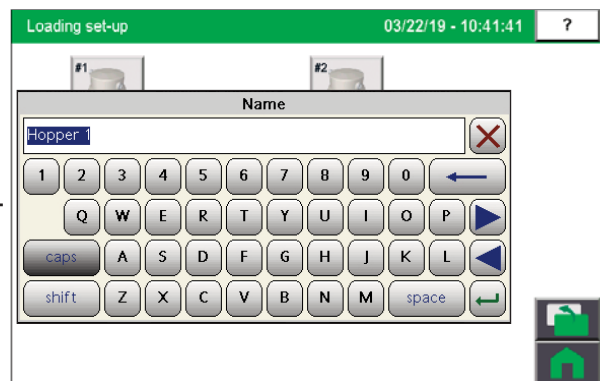 Loading set-up 03/22/19 - 10:41:41 ?
#1 #2
Name
Hopper 1
1 2 3 4 5 6 7 8 9 0
Q W E R T Y U I O P
caps A S D F G H J K L
shift Z X C V B N M space